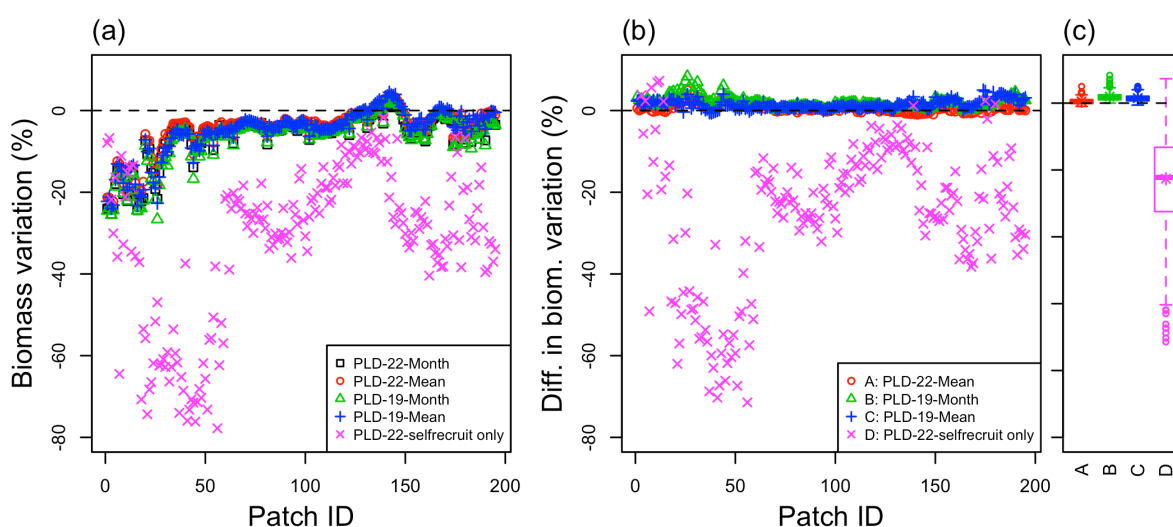 (a)
Biomass variation (%)
0
20
-40
-60
-80
PLD-22-Month
PLD-22-Mean
PLD-19-Month
PLD-19-Mean
PLD-22-selfrecruit only
0
50
100
150
200
Patch ID
(b)
Diff. in biom. variation (%)
0
20
-40
-60
-80
A: PLD-22-Mean
B: PLD-19-Month
C: PLD-19-Mean
D: PLD-22-selfrecruit only
0
50
100
150
200
Patch ID
(c)
A
B
C
D